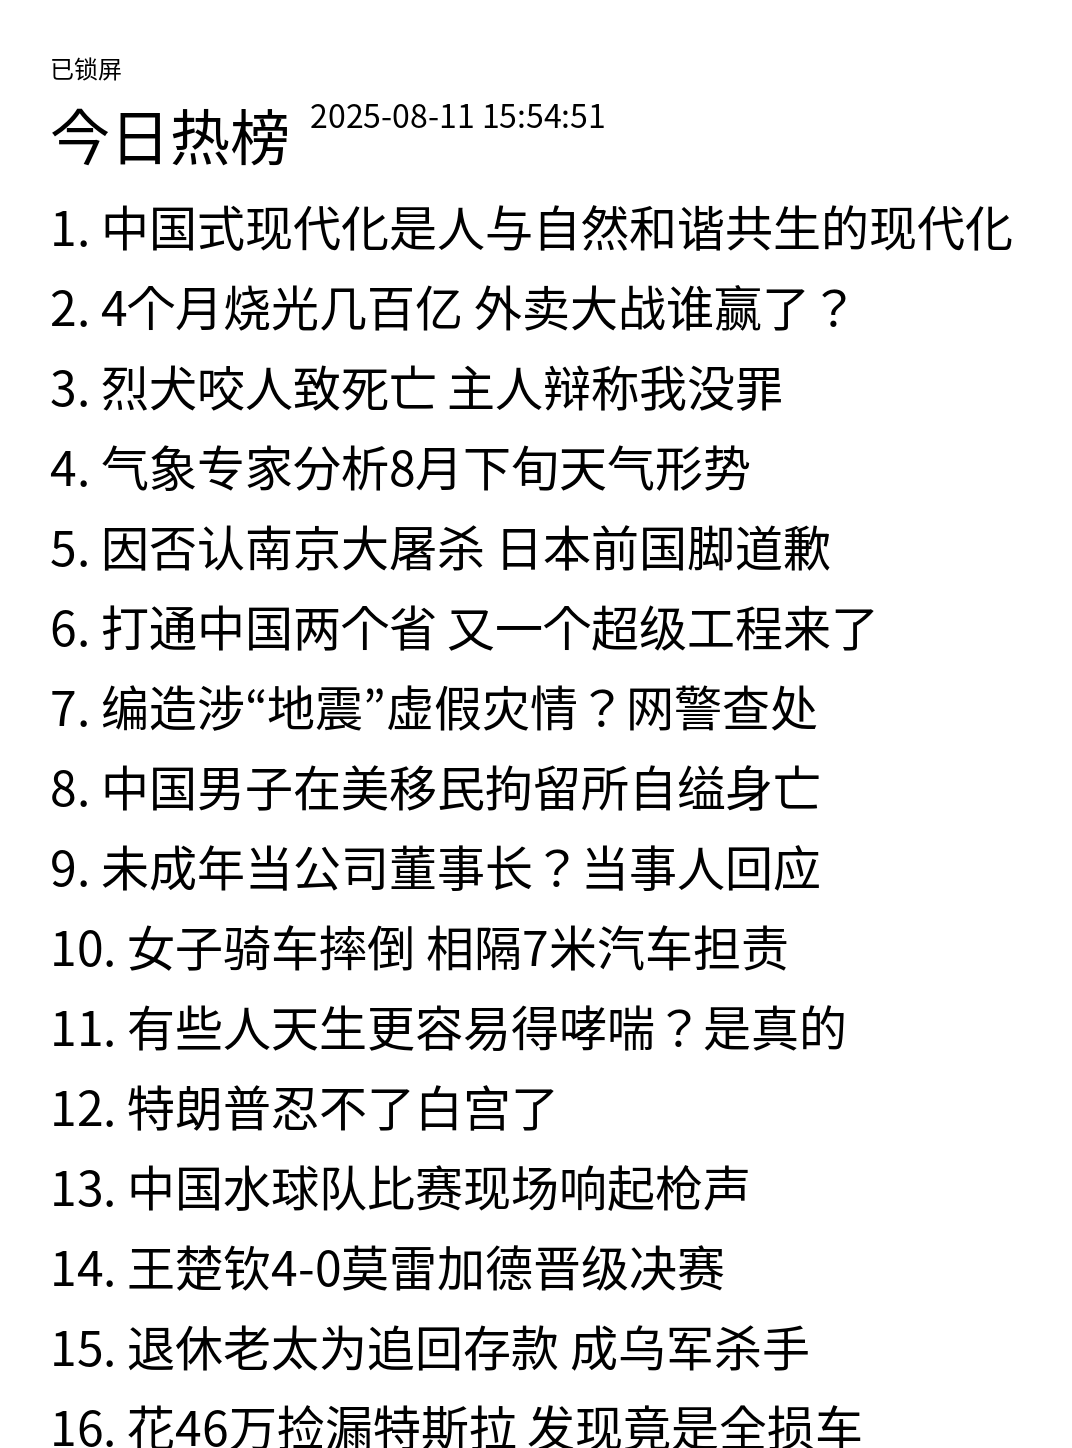 已锁屏
今日热榜 2025-08-11 15:54:51
1. 中国式现代化是人与自然和谐共生的现代化
2. 4个月烧光几百亿 外卖大战谁赢了？
3. 烈犬咬人致死亡 主人辩称我没罪
4. 气象专家分析8月下旬天气形势
5. 因否认南京大屠杀 日本前国脚道歉
6. 打通中国两个省 又一个超级工程来了
7. 编造涉“地震”虚假灾情？网警查处
8. 中国男子在美移民拘留所自缢身亡
9. 未成年当公司董事长？当事人回应
10. 女子骑车摔倒 相隔7米汽车担责
11. 有些人天生更容易得哮喘？是真的
12. 特朗普忍不了白宫了
13. 中国水球队比赛现场响起枪声
14. 王楚钦4-0莫雷加德晋级决赛
15. 退休老太为追回存款 成乌军杀手
16. 花46万捡漏特斯拉 发现竟是全损车